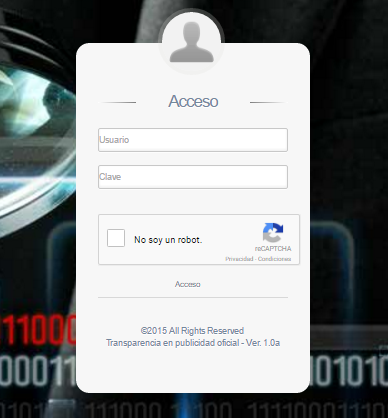 Acceso
Usuario
Clave
No soy un robot.
reCAPTCHA
Privacidad - Condiciones
Acceso
©2015 All Rights Reserved
Transparencia en publicidad oficial - Ver. 1.0a